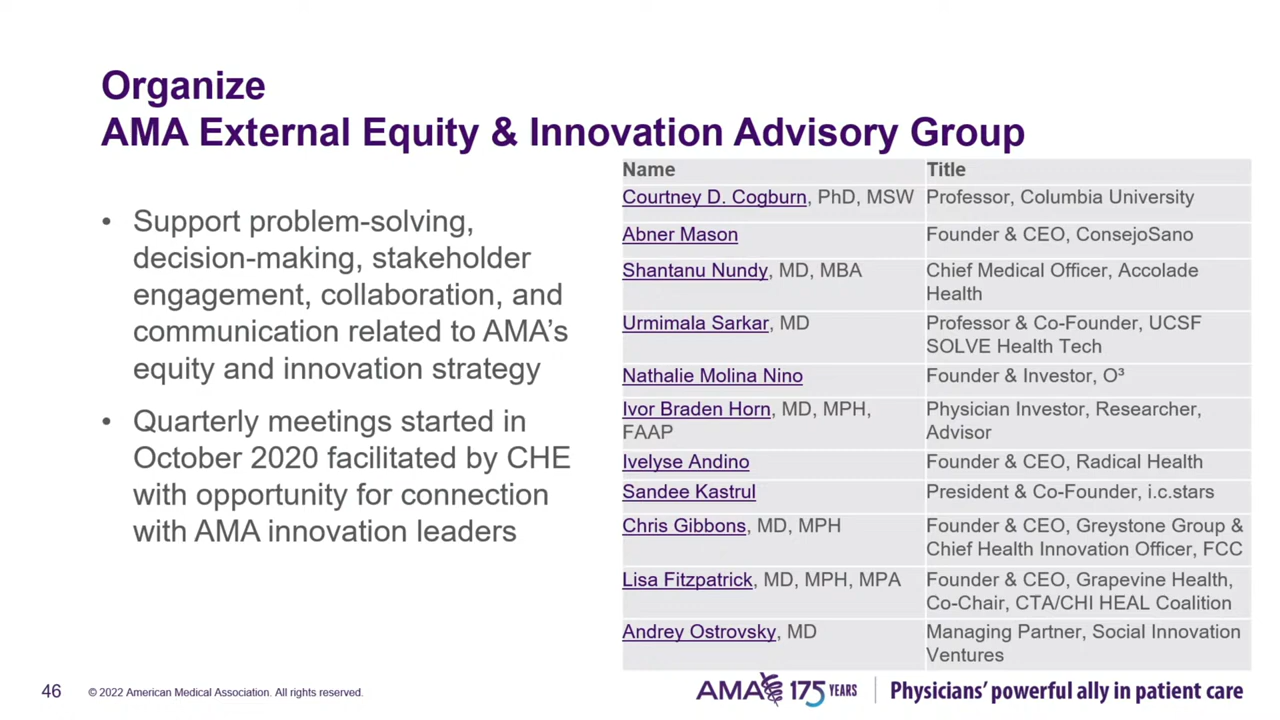 Organize
AMA External Equity & Innovation Advisory Group
• Support problem-solving,
decision-making, stakeholder
engagement, collaboration, and
communication related to AMA’s
equity and innovation strategy
• Quarterly meetings started in
October 2020 facilitated by CHE
with opportunity for connection
with AMA innovation leaders
Name Title
Courtney D. Cogburn, PhD, MSW Professor, Columbia University
Abner Mason Founder & CEO, ConsejoSano
Shantanu Nundy, MD, MBA Chief Medical Officer, Accolade
Health
Urmimala Sarkar, MD Professor & Co-Founder, UCSF
SOLVE Health Tech
Nathalie Molina Nino Founder & Investor, O³
Ivor Braden Horn, MD, MPH, Physician Investor, Researcher,
FAAP Advisor
Ivelyse Andino Founder & CEO, Radical Health
Sandee Kastrul President & Co-Founder, i.c.stars
Chris Gibbons, MD, MPH Founder & CEO, Greystone Group &
Chief Health Innovation Officer, FCC
Lisa Fitzpatrick, MD, MPH, MPA Founder & CEO, Grapevine Health,
Co-Chair, CTA/CHI HEAL Coalition
Andrey Ostrovsky, MD Managing Partner, Social Innovation
Ventures
46 © 2022 American Medical Association. All rights reserved.
AMA 175 YEARS Physicians’ powerful ally in patient care